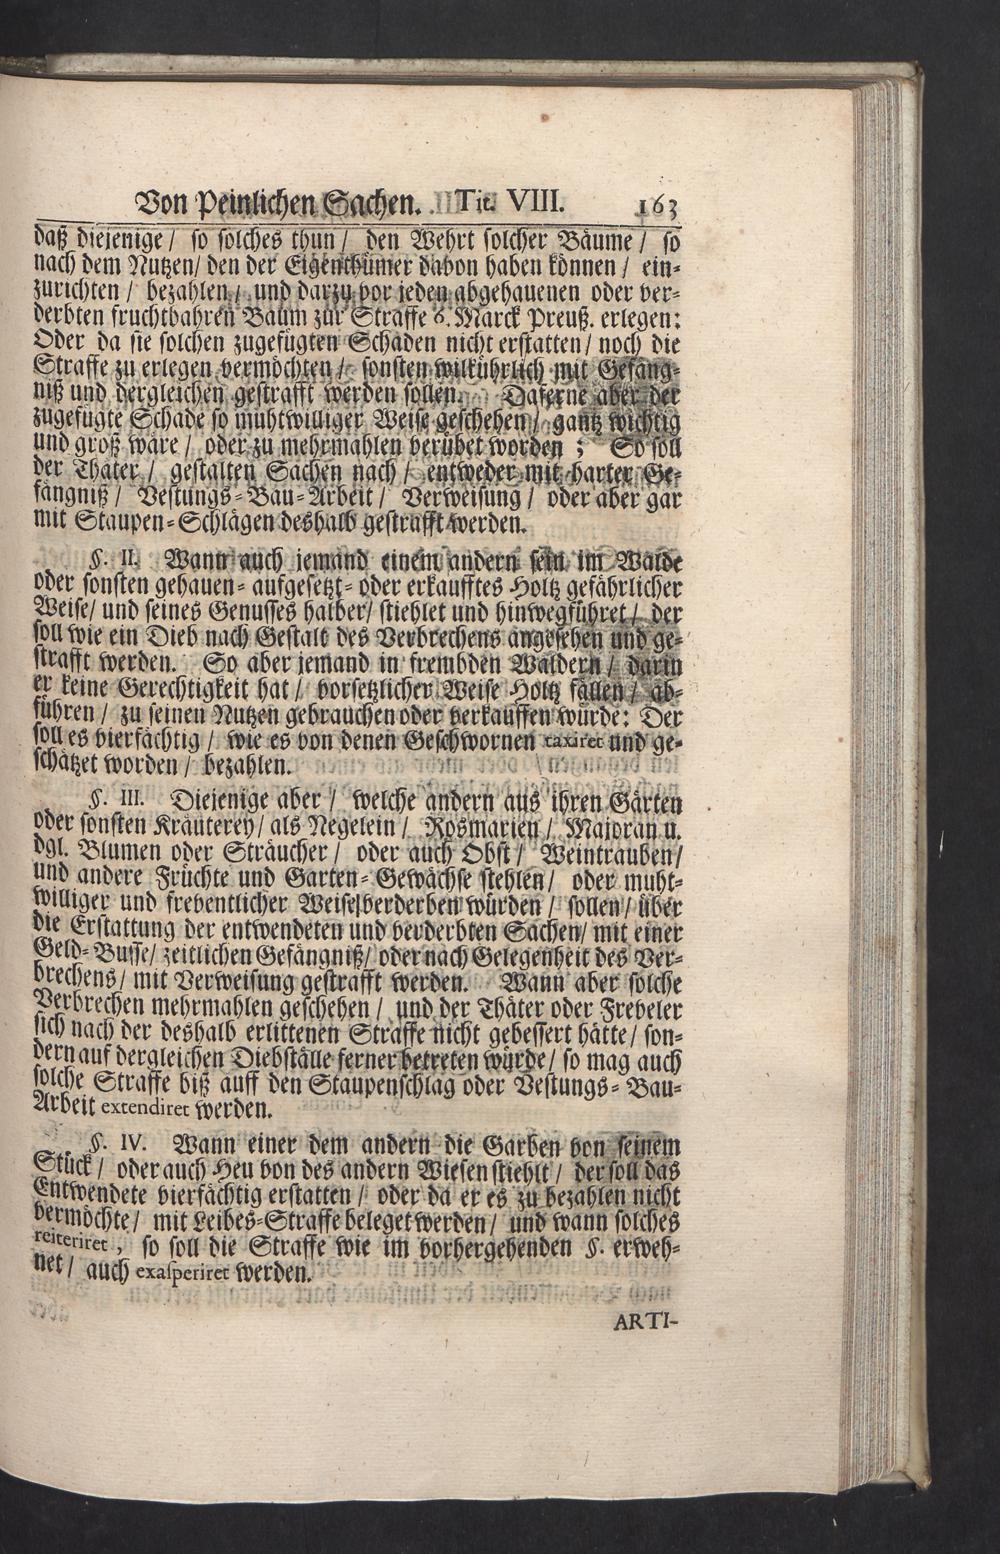 Von Peinlichen Sachen. Tit. VIII. 163
daß diejenige / so solches thun / den Wehrt solcher Bäume / so
nach dem Nutzen / den der Eigenthümer davon haben können / ein-
zurichten / bezahlen / und darzu vor jeden abgehauenen oder ver-
derbten fruchtbahren Baum zur Straffe 6. Marck Preuß. erlegen:
Oder da sie solchen zugefügten Schaden nicht erstatten / noch die
Straffe zu erlegen vermöchten / sonsten wilkührlich mit Gefäng-
niß und dergleichen gestrafft werden sollen. Daferne aber der
zugefügte Schade so muhtwilliger Weise geschehen / gantz wichtig
und groß wäre / oder zu mehrmahlen verübet worden ; So soll
der Thäter / gestalten Sachen nach / entweder mit harter Ge-
fängniß / Vestungs-Bau-Arbeit / Verweisung / oder aber gar
mit Staupen-Schlägen deshalb gestrafft werden.
§. II. Wann auch jemand einem andern sein im Walde
oder sonsten gehauen- aufgesetzt- oder erkaufftes Holtz gefährlicher
Weise / und seines Genusses halber / stiehlet und hinwegführet / der
soll wie ein Dieb nach Gestalt des Verbrechens angesehen und ge-
strafft werden. So aber jemand in frembden Wäldern / darin
er keine Gerechtigkeit hat / vorsetzlicher Weise Holtz fällen / ab-
führen / zu seinen Nutzen gebrauchen oder verkauffen würde: Der
soll es vierfächtig / wie es von denen Geschwornen taxiret und ge-
schätzet worden / bezahlen.
§. III. Diejenige aber / welche andern aus ihren Gärten
oder sonsten Kräuterey / als Negelein / Rosmarien / Majoran u.
dgl. Blumen oder Sträucher / oder auch Obst / Weintrauben /
und andere Früchte und Garten-Gewächse stehlen / oder muht-
williger und freventlicher Weise verderben würden / sollen / über
die Erstattung der entwendeten und verderbten Sachen / mit einer
Geld-Busse / zeitlichen Gefängniß / oder nach Gelegenheit des Ver-
brechens / mit Verweisung gestrafft werden. Wann aber solche
Verbrechen mehrmahlen geschehen / und der Thäter oder Freveler
sich nach der deshalb erlittenen Straffe nicht gebessert hätte / son-
dern auf dergleichen Diebställe ferner betreten würde / so mag auch
solche Straffe biß auff den Staupenschlag oder Vestungs-Bau-
Arbeit extendiret werden.
§. IV. Wann einer dem andern die Garben von seinem
Stück / oder auch Heu von des andern Wiesen stiehlt / der soll das
Entwendete vierfächtig erstatten / oder da er es zu bezahlen nicht
vermöchte / mit Leibes-Straffe beleget werden / und wann solches
reiteriret, so soll die Straffe wie im vorhergehenden §. erweh-
net / auch exasperiret werden.
ARTI-